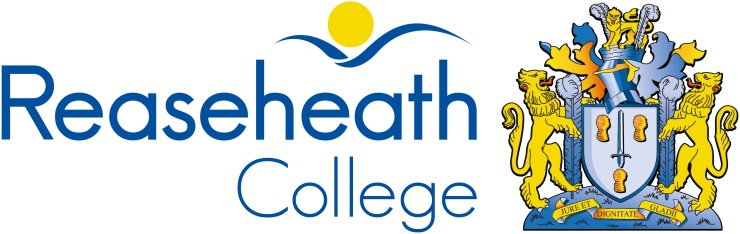 Reaseheath
College
JURE ET DIGNITATE GLADII